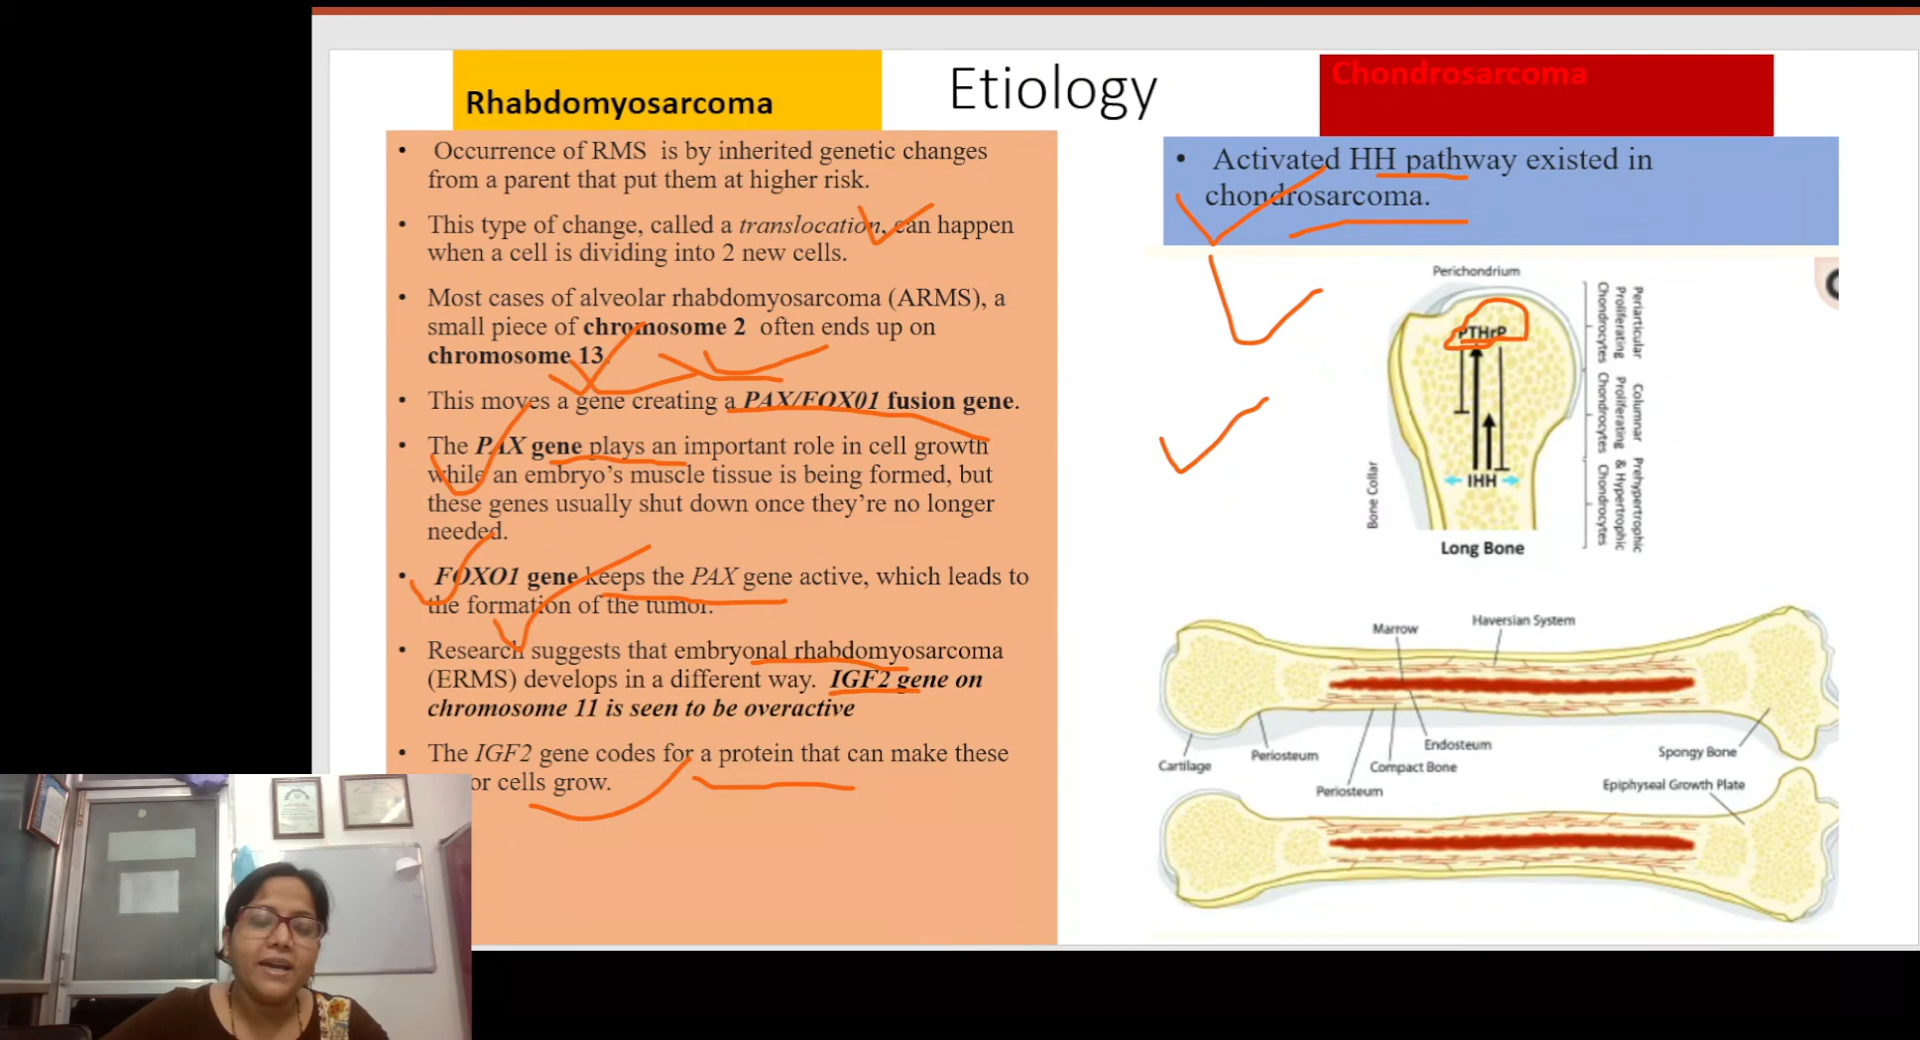 Etiology
Rhabdomyosarcoma
• Occurrence of RMS is by inherited genetic changes
from a parent that put them at higher risk.
• This type of change, called a translocation, can happen
when a cell is dividing into 2 new cells.
• Most cases of alveolar rhabdomyosarcoma (ARMS), a
small piece of chromosome 2 often ends up on
chromosome 13.
• This moves a gene creating a PAX/FOX01 fusion gene.
• The PAX gene plays an important role in cell growth
while an embryo’s muscle tissue is being formed, but
these genes usually shut down once they’re no longer
needed.
• FOXO1 gene keeps the PAX gene active, which leads to
the formation of the tumor.
• Research suggests that embryonal rhabdomyosarcoma
(ERMS) develops in a different way. IGF2 gene on
chromosome 11 is seen to be overactive
• The IGF2 gene codes for a protein that can make these
or cells grow.
Chondrosarcoma
• Activated HH pathway existed in
chondrosarcoma.
Perichondrium
PTHrP
IHH
Bone Collar
Long Bone
Periarticular
Proliferating
Chondrocytes
Columnar
Proliferating
Chondrocytes
Prehypertrophic
& Hypertrophic
Chondrocytes
Marrow
Haversian System
Cartilage
Periosteum
Periosteum
Compact Bone
Endosteum
Spongy Bone
Epiphyseal Growth Plate